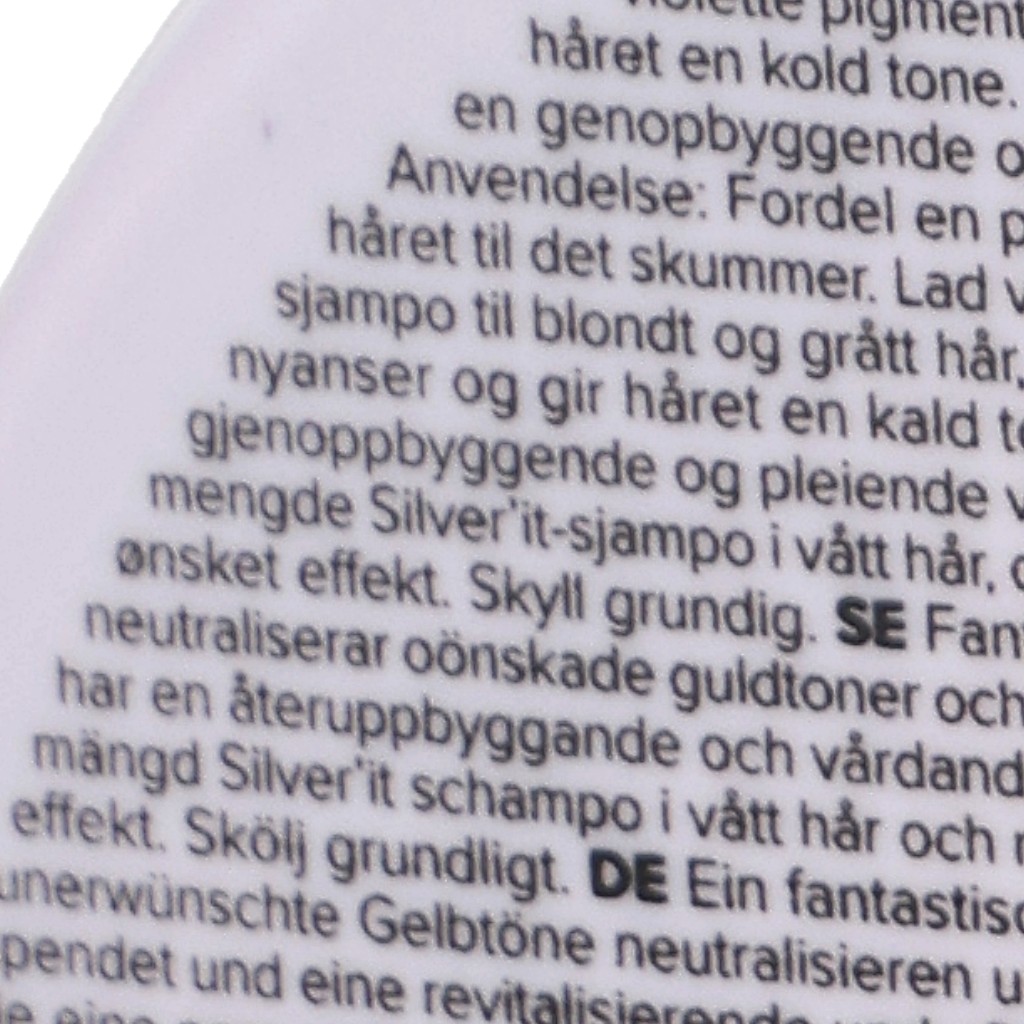 violette pigment
håret en kold tone.
en genopbyggende
Anvendelse: Fordel en
håret til det skummer. Lad
sjampo til blondt og grått hår,
nyanser og gir håret en kald
gjenoppbyggende og pleiende
mengde Silver'it-sjampo i vått hår,
ønsket effekt. Skyll grundig. SE
neutraliserar oönskade guldtoner och
har en återuppbyggande och vårdand
mängd Silver'it schampo i vått hår och
effekt. Skölj grundligt. DE Ein fantastisc
unerwünschte Gelbtöne neutralisieren
pendet und eine revitalisierende